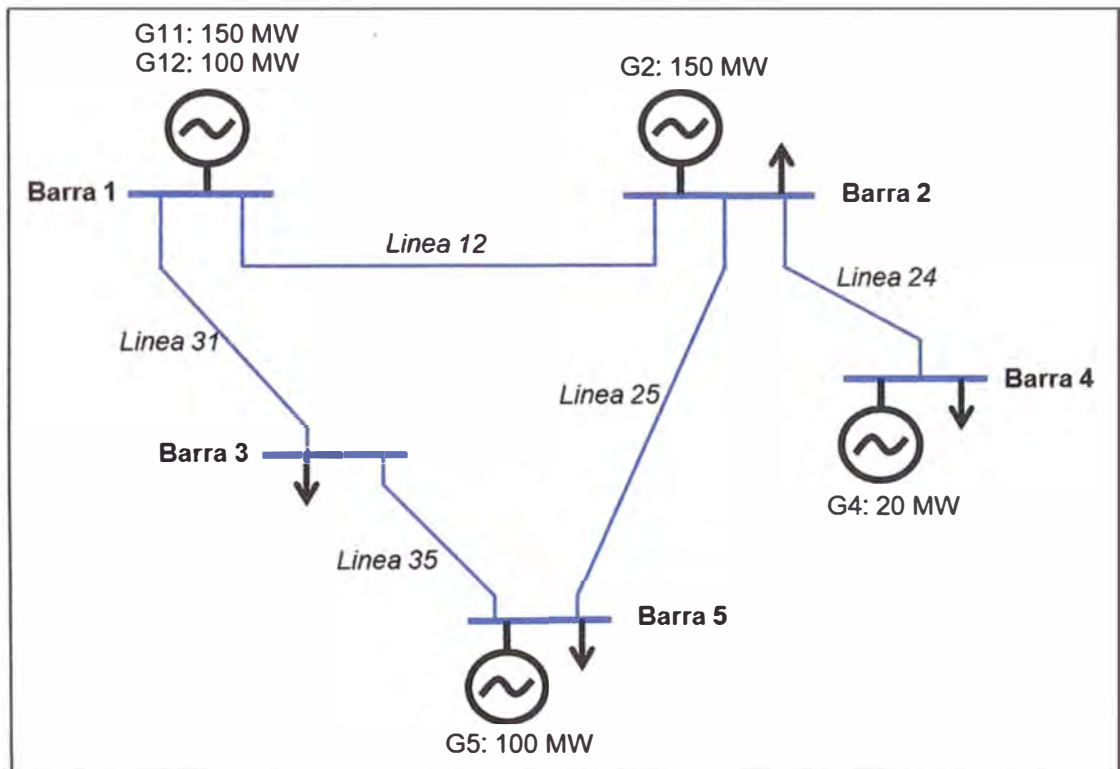 G11: 150 MW
G12: 100 MW
G2: 150 MW
Barra 1
Barra 2
Linea 12
Linea 24
Linea 31
Barra 4
Linea 25
Barra 3
G4: 20 MW
Linea 35
Barra 5
G5: 100 MW